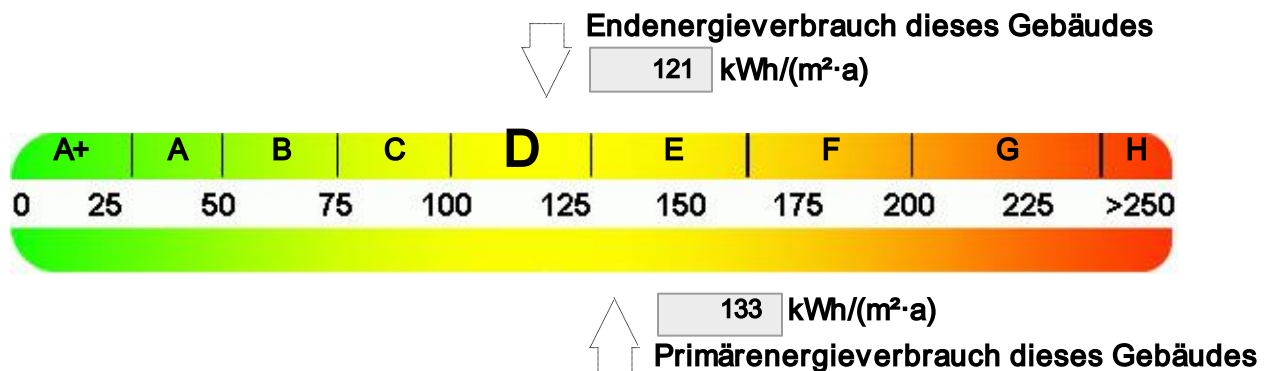 Endenergieverbrauch dieses Gebäudes
121 kWh/(m²·a)
A+ A B C D E F G H
0 25 50 75 100 125 150 175 200 225 >250
133 kWh/(m²·a)
Primärenergieverbrauch dieses Gebäudes